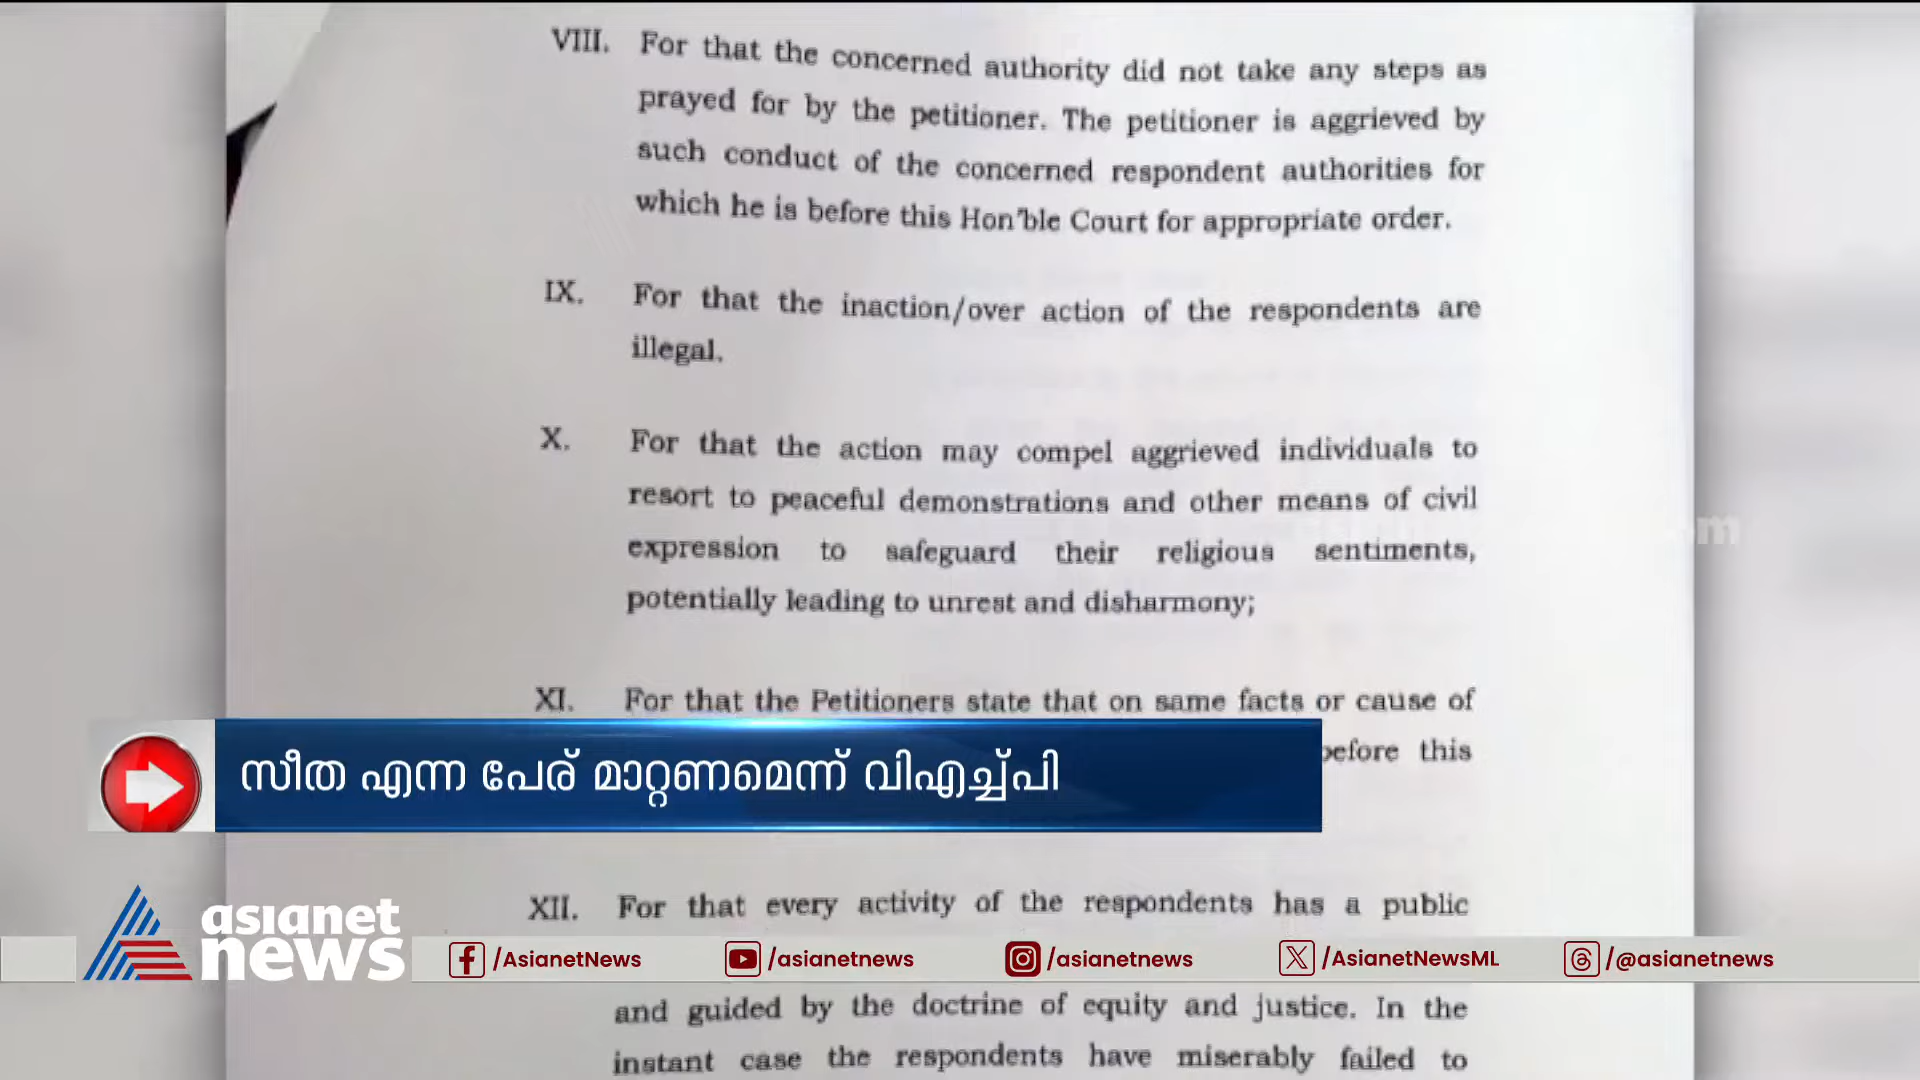 VIII. For that the concerned authority did not take any steps as
prayed for by the petitioner. The petitioner is aggrieved by
such conduct of the concerned respondent authorities for
which he is before this Hon'ble Court for appropriate order.
IX. For that the inaction/over action of the respondents are
illegal.
X. For that the action may compel aggrieved individuals to
resort to peaceful demonstrations and other means of civil
expression to safeguard their religious sentiments,
potentially leading to unrest and disharmony;
XI. For that the Petitioners state that on same facts or cause of
before this
സീത എന്ന പേര് മാറ്റണമെന്ന് വിഎച്ച്പി
XII. For that every activity of the respondents has a public
asianet
news
/AsianetNews
/asianetnews
/asianetnews
/AsianetNewsML
/@asianetnews
and guided by the doctrine of equity and justice. In the
instant case the respondents have miserably failed to